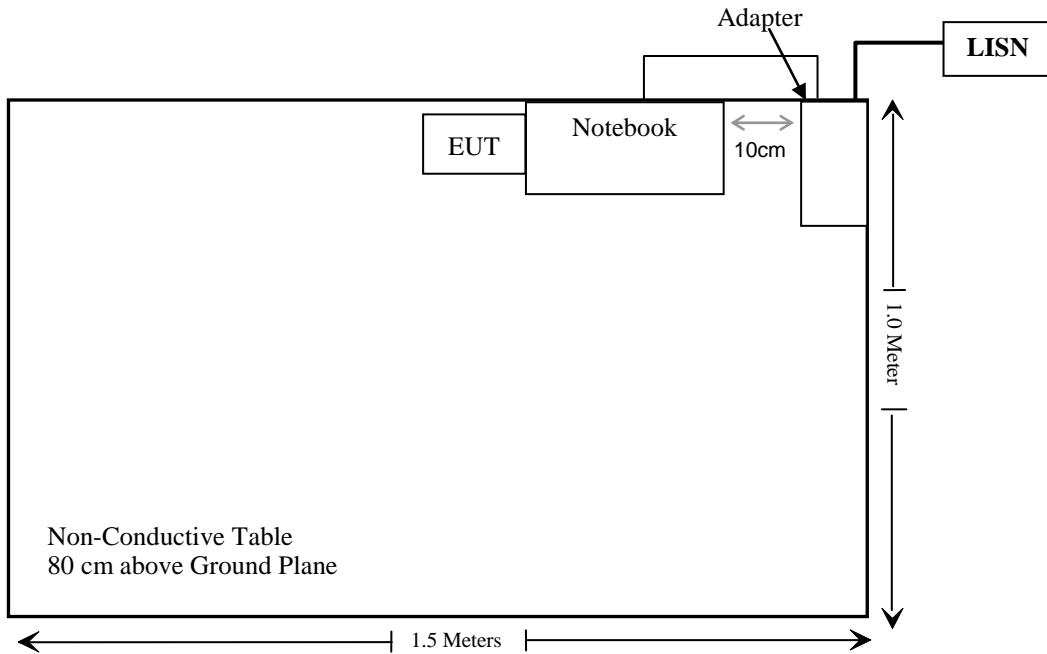 Adapter
LISN
Notebook
EUT
10cm
1.0 Meter
Non-Conductive Table
80 cm above Ground Plane
1.5 Meters